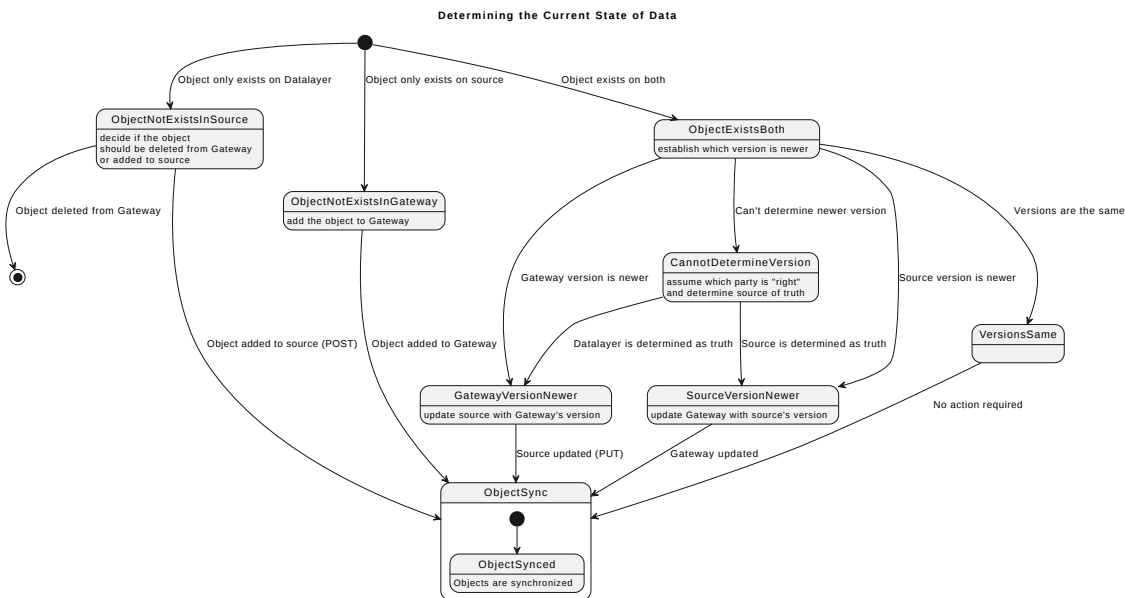 Determining the Current State of Data
Object only exists on Datalayer
Object only exists on source
Object exists on both
ObjectNotExistsInSource
decide if the object
should be deleted from Gateway
or added to source
ObjectExistsBoth
establish which version is newer
ObjectNotExistsInGateway
add the object to Gateway
Object deleted from Gateway
Can't determine newer version
Versions are the same
CannotDetermineVersion
assume which party is "right"
and determine source of truth
Gateway version is newer
Source version is newer
VersionsSame
Object added to source (POST)
Object added to Gateway
Datalayer is determined as truth
Source is determined as truth
GatewayVersionNewer
update source with Gateway's version
SourceVersionNewer
update Gateway with source's version
No action required
Source updated (PUT)
Gateway updated
ObjectSync
ObjectSynced
Objects are synchronized